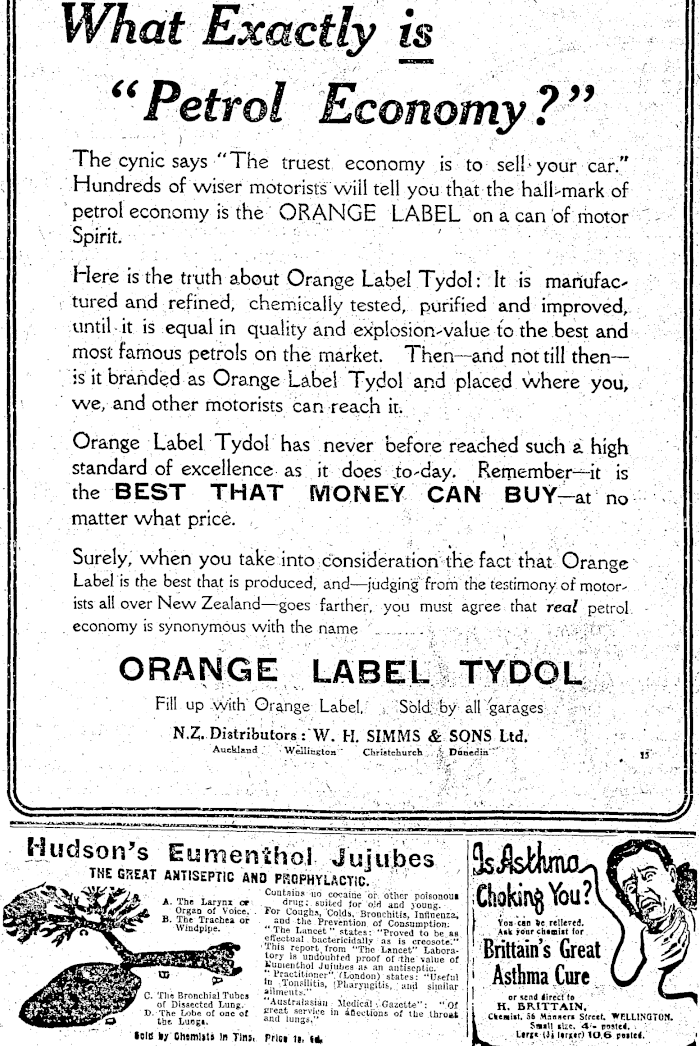 What Exactly is
"Petrol Economy?"
The cynic says "The truest economy is to sell your car."
Hundreds of wiser motorists will tell you that the hall-mark of
petrol economy is the ORANGE LABEL on a can of motor
Spirit.
Here is the truth about Orange Label Tydol: It is manufac-
tured and refined, chemically tested, purified and improved,
until it is equal in quality and explosion-value to the best and
most famous petrols on the market. Then—and not till then—
is it branded as Orange Label Tydol and placed where you,
we, and other motorists can reach it.
Orange Label Tydol has never before reached such a high
standard of excellence as it does to-day. Remember—it is
the BEST THAT MONEY CAN BUY—at no
matter what price.
Surely, when you take into consideration the fact that Orange
Label is the best that is produced, and—judging from the testimony of motor-
ists all over New Zealand—goes farther, you must agree that real petrol
economy is synonymous with the name
ORANGE LABEL TYDOL
Fill up with Orange Label. Sold by all garages
N.Z. Distributors: W. H. SIMMS & SONS Ltd.
Auckland Wellington Christchurch Dunedin
15
Hudson's Eumenthol Jujubes
THE GREAT ANTISEPTIC AND PROPHYLACTIC.
A. The Larynx or
Organ of Voice.
B. The Trachea or
Windpipe.
A
B
C. The Bronchial Tubes
of Dissected Lung.
D. The Lobe of one of
the Lungs.
Contains no cocaine or other poisonous
drug; suited for old and young.
For Coughs, Colds, Bronchitis, Influenza,
and the Prevention of Consumption.
"The Lancet" states: "Proved to be as
effectual bactericidally as is creosote."
This report from "The Lancet" Labora-
tory is undoubted proof of the value of
Eumenthol Jujubes as an antiseptic.
"Practitioner" (London) states: "Useful
in Tonsilitis, Pharyngitis, and similar
ailments."
"Australasian Medical Gazette": "Of
great service in affections of the throat
and lungs."
Sold by Chemists in Tins. Price 1s. 6d.
Is Asthma
Choking You?
You can be relieved.
Ask your chemist for
Brittain's Great
Asthma Cure
or send direct to
H. BRITTAIN,
Chemist, Manners Street, WELLINGTON.
Small size, 4/- posted.
Large (3½ larger) 10/6 posted.